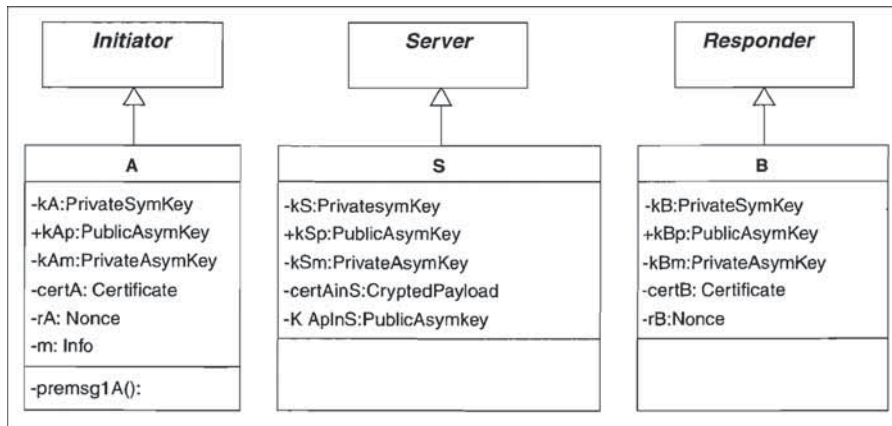 Initiator
Server
Responder
A
-kA:PrivateSymKey
+kAp:PublicAsymKey
-kAm:PrivateAsymKey
-certA: Certificate
-rA: Nonce
-m: Info
-premsg1A():
S
-kS:PrivatesymKey
+kSp:PublicAsymKey
-kSm:PrivateAsymKey
-certAinS:CryptedPayload
-K ApInS:PublicAsymkey
B
-kB:PrivateSymKey
+kBp:PublicAsymKey
-kBm:PrivateAsymKey
-certB: Certificate
-rB:Nonce